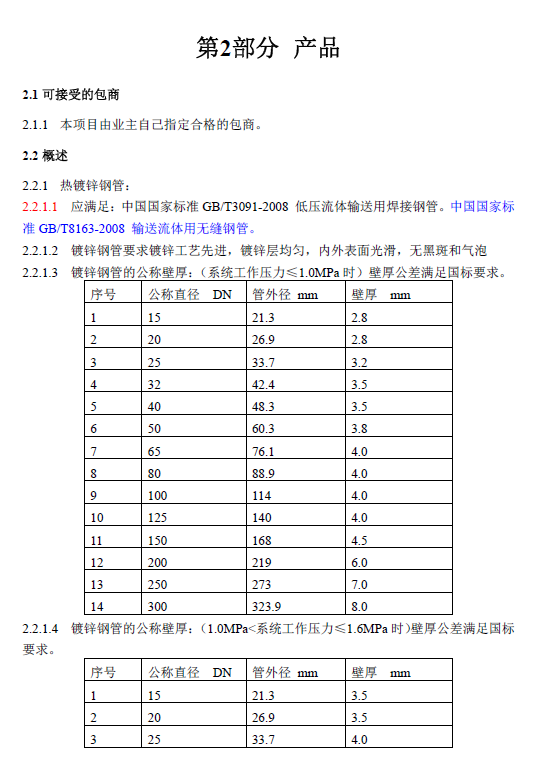 第2部分 产品
2.1 可接受的包商
2.1.1 本项目由业主自己指定合格的包商。
2.2 概述
2.2.1 热镀锌钢管：
2.2.1.1 应满足：中国国家标准 GB/T3091-2008 低压流体输送用焊接钢管。中国国家标
准 GB/T8163-2008 输送流体用无缝钢管。
2.2.1.2 镀锌钢管要求镀锌工艺先进，镀锌层均匀，内外表面光滑，无黑斑和气泡
2.2.1.3 镀锌钢管的公称壁厚：（系统工作压力≤1.0MPa 时）壁厚公差满足国标要求。
序号 公称直径 DN 管外径 mm 壁厚 mm
1 15 21.3 2.8
2 20 26.9 2.8
3 25 33.7 3.2
4 32 42.4 3.5
5 40 48.3 3.5
6 50 60.3 3.8
7 65 76.1 4.0
8 80 88.9 4.0
9 100 114 4.0
10 125 140 4.0
11 150 168 4.5
12 200 219 6.0
13 250 273 7.0
14 300 323.9 8.0
2.2.1.4 镀锌钢管的公称壁厚：（1.0MPa<系统工作压力≤1.6MPa 时）壁厚公差满足国标
要求。
序号 公称直径 DN 管外径 mm 壁厚 mm
1 15 21.3 3.5
2 20 26.9 3.5
3 25 33.7 4.0